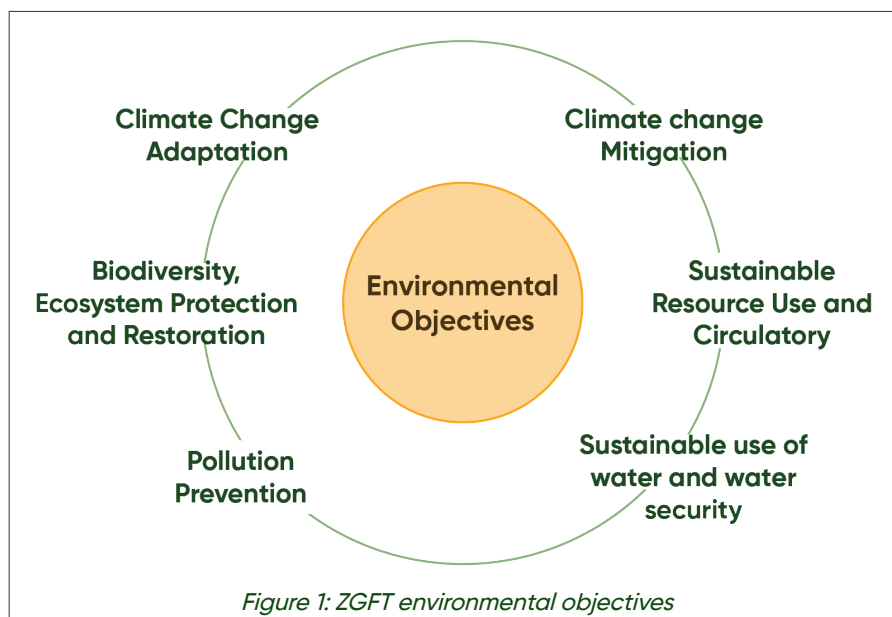 Climate Change
Adaptation
Climate change
Mitigation
Biodiversity,
Ecosystem Protection
and Restoration
Environmental
Objectives
Sustainable
Resource Use and
Circulatory
Pollution
Prevention
Sustainable use of
water and water
security
Figure 1: ZGFT environmental objectives